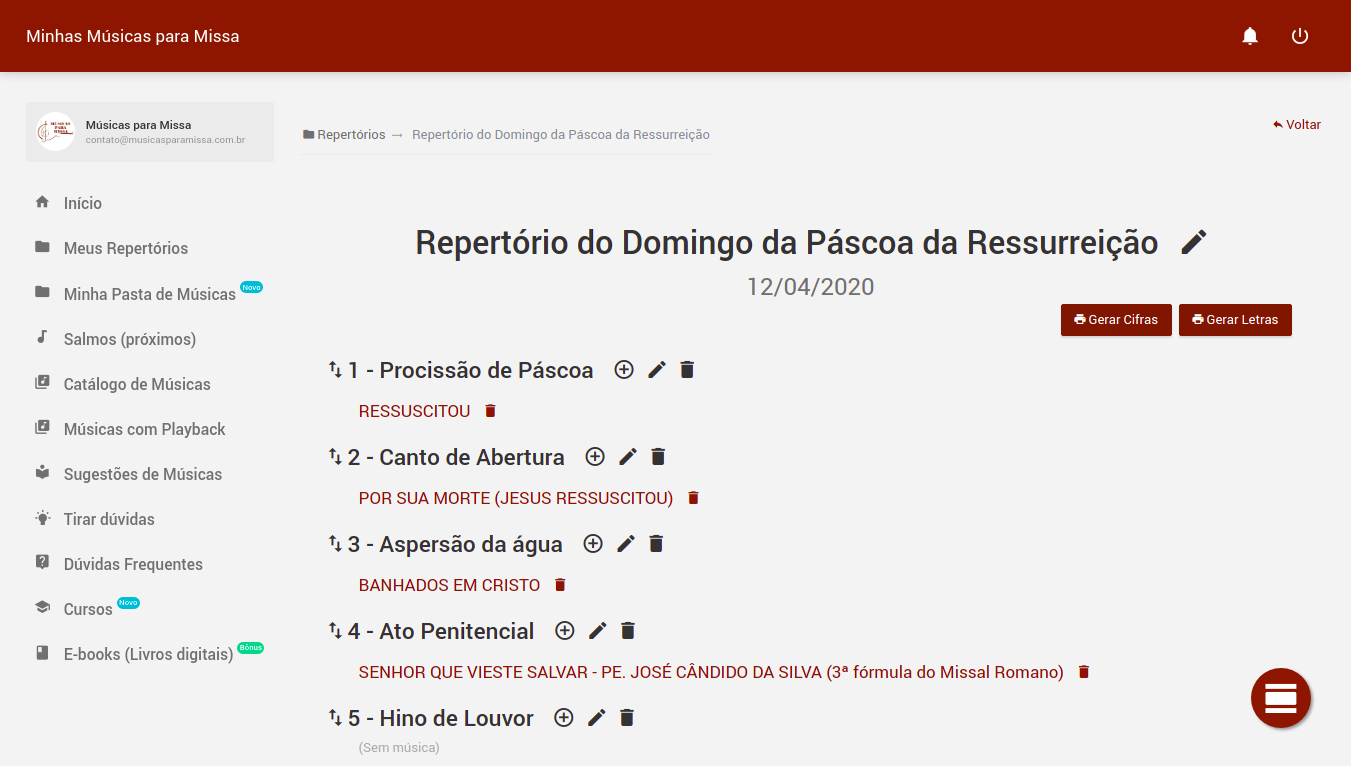 Minhas Músicas para Missa
MÚSICAS
PARA
MISSA
Músicas para Missa
contato@musicasparamissa.com.br
Início
Meus Repertórios
Minha Pasta de Músicas Novo
Salmos (próximos)
Catálogo de Músicas
Músicas com Playback
Sugestões de Músicas
Tirar dúvidas
Dúvidas Frequentes
Cursos Novo
E-books (Livros digitais) Bônus
Repertórios → Repertório do Domingo da Páscoa da Ressurreição
Voltar
Repertório do Domingo da Páscoa da Ressurreição
12/04/2020
Gerar Cifras Gerar Letras
1 - Procissão de Páscoa
RESSUSCITOU
2 - Canto de Abertura
POR SUA MORTE (JESUS RESSUSCITOU)
3 - Aspersão da água
BANHADOS EM CRISTO
4 - Ato Penitencial
SENHOR QUE VIESTE SALVAR - PE. JOSÉ CÂNDIDO DA SILVA (3ª fórmula do Missal Romano)
5 - Hino de Louvor
(Sem música)